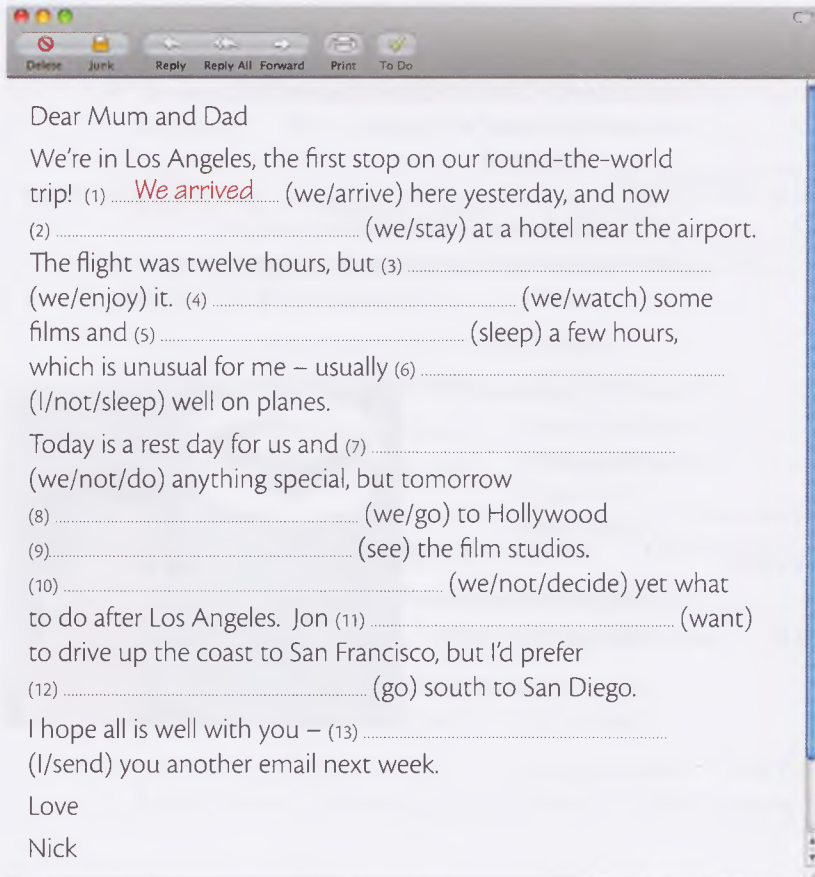 Delete Junk Reply Reply All Forward Print To Do
Dear Mum and Dad
We're in Los Angeles, the first stop on our round-the-world
trip! (1) We arrived (we/arrive) here yesterday, and now
(2) (we/stay) at a hotel near the airport.
The flight was twelve hours, but (3)
(we/enjoy) it. (4) (we/watch) some
films and (5) (sleep) a few hours,
which is unusual for me – usually (6)
(I/not/sleep) well on planes.
Today is a rest day for us and (7)
(we/not/do) anything special, but tomorrow
(8) (we/go) to Hollywood
(9) (see) the film studios.
(10) (we/not/decide) yet what
to do after Los Angeles. Jon (11) (want)
to drive up the coast to San Francisco, but I'd prefer
(12) (go) south to San Diego.
I hope all is well with you – (13)
(I/send) you another email next week.
Love
Nick